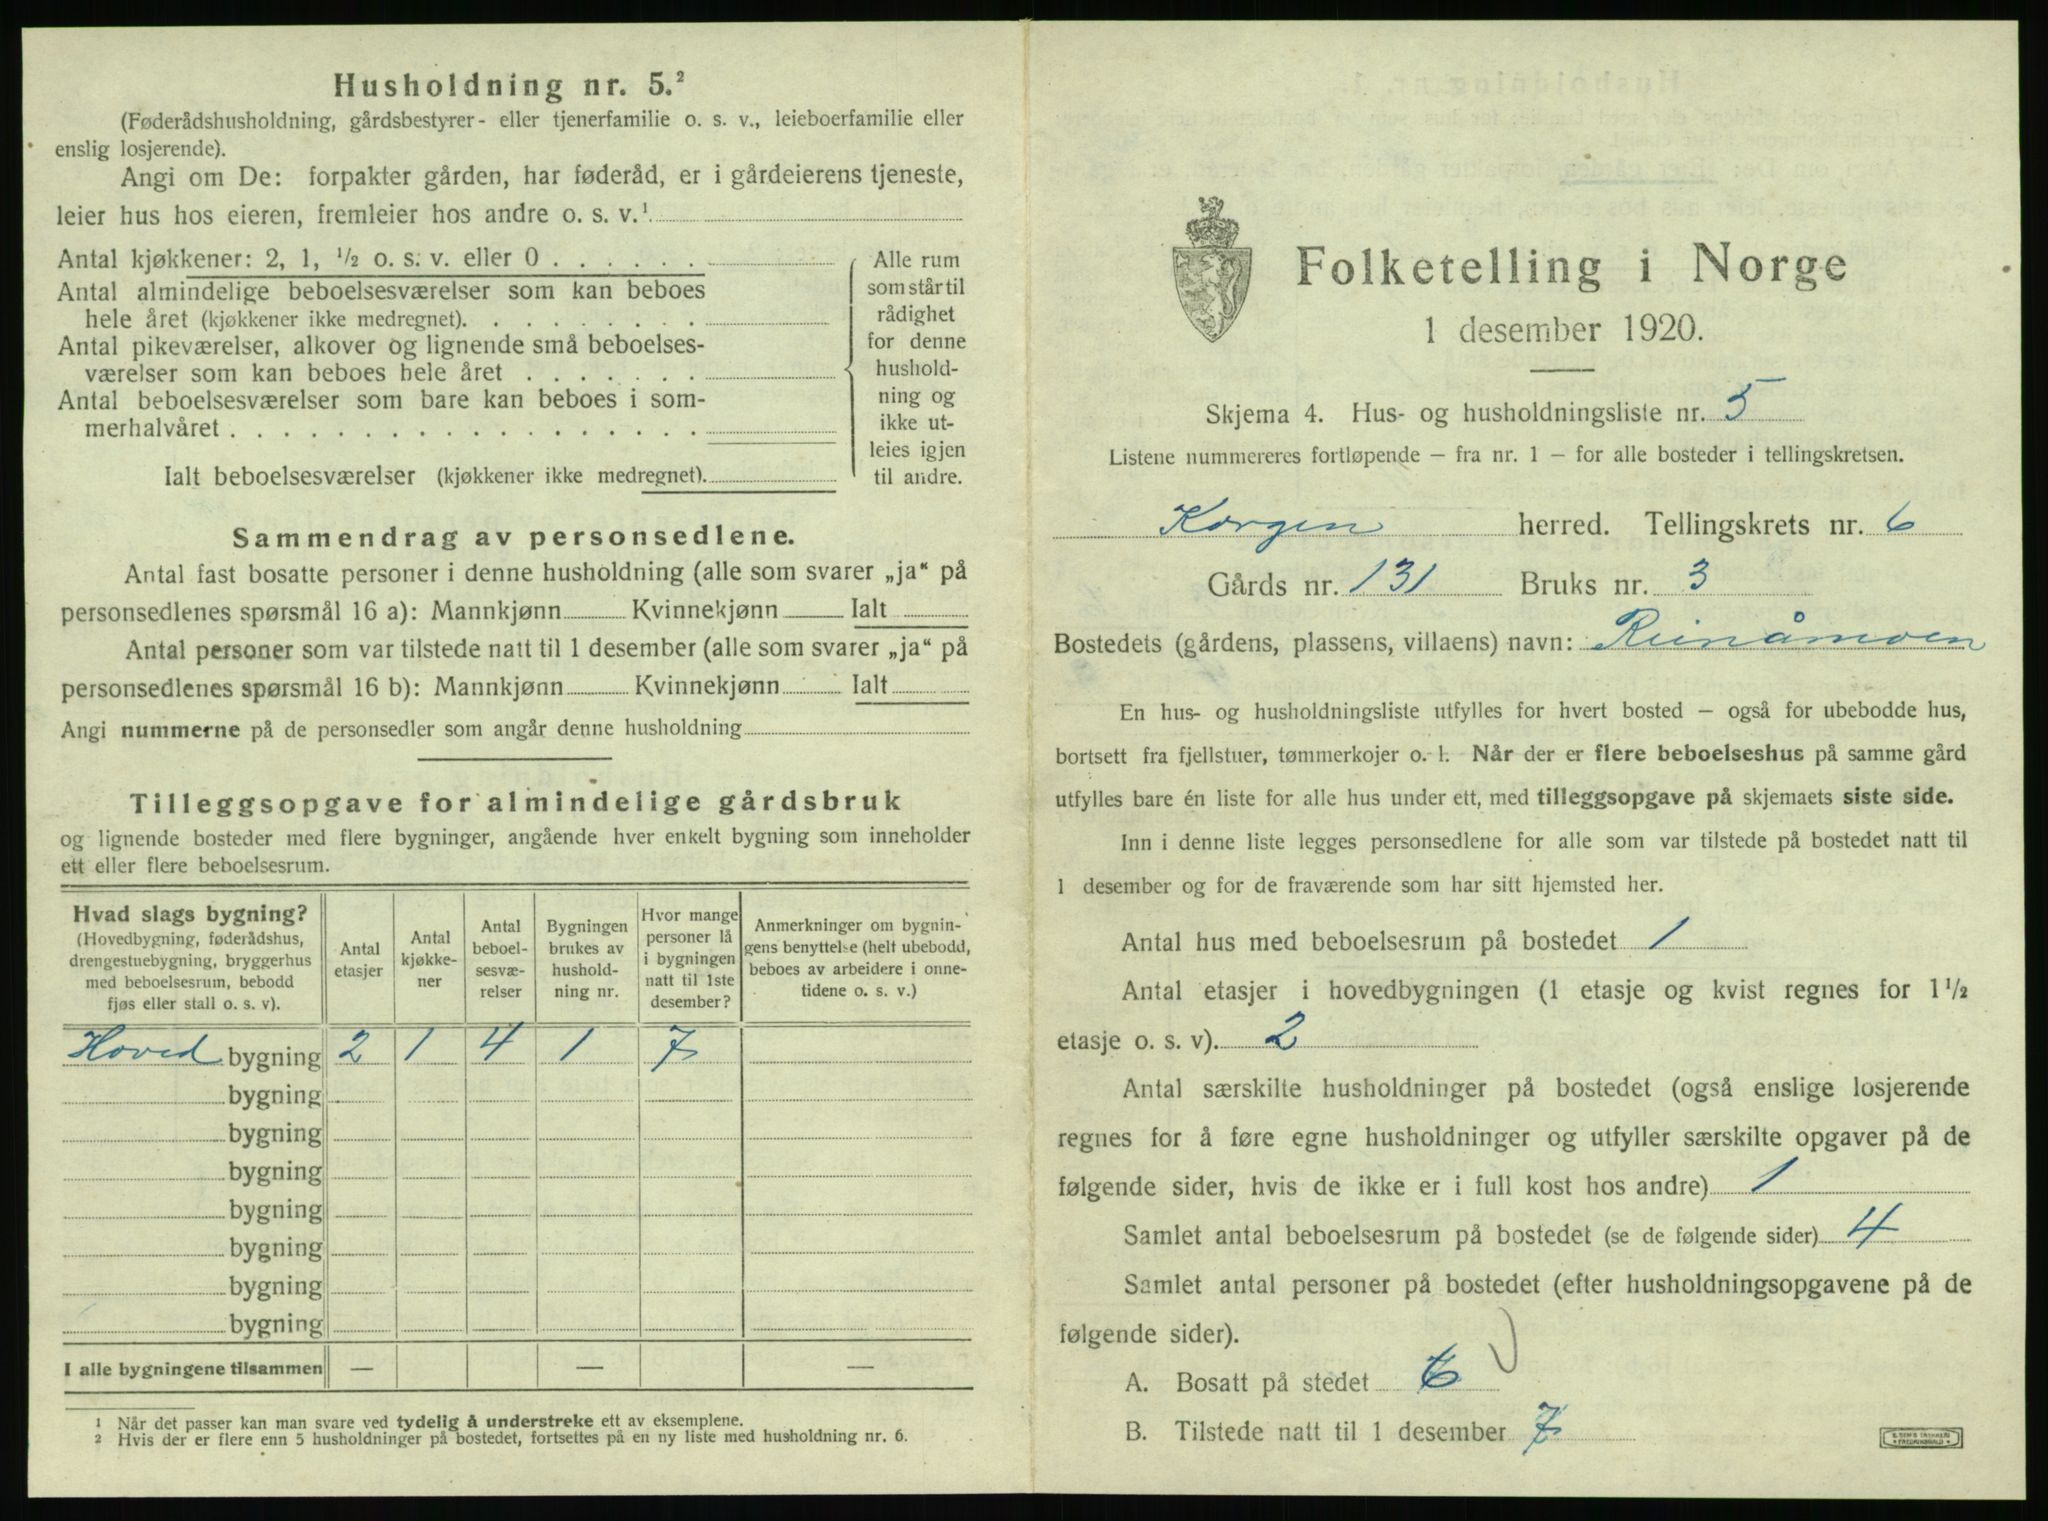 Husholdning nr. 5.²
(Føderådshusholdning, gårdsbestyrer- eller tjenerfamilie o. s. v., leieboerfamilie eller
enslig losjerende).
Angi om De: forpakter gården, har føderåd, er i gårdeierens tjeneste,
leier hus hos eieren, fremleier hos andre o. s. v.¹
Antal kjøkkener: 2, 1, ½ o. s. v. eller 0
Antal almindelige beboelsesværelser som kan beboes
hele året (kjøkkener ikke medregnet).
Antal pikeværelser, alkover og lignende små beboelses-
værelser som kan beboes hele året
Antal beboelsesværelser som bare kan beboes i som-
merhalvåret
Ialt beboelsesværelser (kjøkkener ikke medregnet).
Alle rum
som står til
rådighet
for denne
hushold-
ning og
ikke ut-
leies igjen
til andre.
Sammendrag av personsedlene.
Antal fast bosatte personer i denne husholdning (alle som svarer „ja“ på
personsedlenes spørsmål 16 a): Mannkjønn Kvinnekjønn Ialt
Antal personer som var tilstede natt til 1 desember (alle som svarer „ja“ på
personsedlenes spørsmål 16 b): Mannkjønn Kvinnekjønn Ialt
Angi nummerne på de personsedler som angår denne husholdning
Tilleggsopgave for almindelige gårdsbruk
og lignende bosteder med flere bygninger, angående hver enkelt bygning som inneholder
ett eller flere beboelsesrum.
Hvad slags bygning?
(Hovedbygning, føderådshus,
drengestuebygning, bryggerhus
med beboelsesrum, bebodd
fjøs eller stall o. s. v).
Antal
etasjer
Antal
kjøkke-
ner
Antal
beboel-
sesvæ-
relser
Bygningen
brukes av
hushold-
ning nr.
Hvor mange
personer lå
i bygningen
natt til 1ste
desember?
Anmerkninger om bygnin-
gens benyttelse (helt ubebodd,
beboes av arbeidere i onne-
tidene o. s. v.)
Hoved bygning 2 1 4 1 7
bygning
bygning
bygning
bygning
bygning
bygning
bygning
I alle bygningene tilsammen — — —
¹ Når det passer kan man svare ved tydelig å understreke ett av eksemplene.
² Hvis der er flere enn 5 husholdninger på bostedet, fortsettes på en ny liste med husholdning nr. 6.
Folketelling i Norge
1 desember 1920.
Skjema 4. Hus- og husholdningsliste nr. 5
Listene nummereres fortløpende — fra nr. 1 — for alle bosteder i tellingskretsen.
Korgen herred. Tellingskrets nr. 6
Gårds nr. 131 Bruks nr. 3
Bostedets (gårdens, plassens, villaens) navn: Reinåmoen
En hus- og husholdningsliste utfylles for hvert bosted — også for ubebodde hus,
bortsett fra fjellstuer, tømmerkojer o. l. Når der er flere beboelseshus på samme gård
utfylles bare én liste for alle hus under ett, med tilleggsopgave på skjemaets siste side.
Inn i denne liste legges personsedlene for alle som var tilstede på bostedet natt til
1 desember og for de fraværende som har sitt hjemsted her.
Antal hus med beboelsesrum på bostedet 1
Antal etasjer i hovedbygningen (1 etasje og kvist regnes for 1½
etasje o. s. v). 2
Antal særskilte husholdninger på bostedet (også enslige losjerende
regnes for å føre egne husholdninger og utfyller særskilte opgaver på de
følgende sider, hvis de ikke er i full kost hos andre) 1
Samlet antal beboelsesrum på bostedet (se de følgende sider) 4
Samlet antal personer på bostedet (efter husholdningsopgavene på de
følgende sider).
A. Bosatt på stedet 6
B. Tilstede natt til 1 desember 7